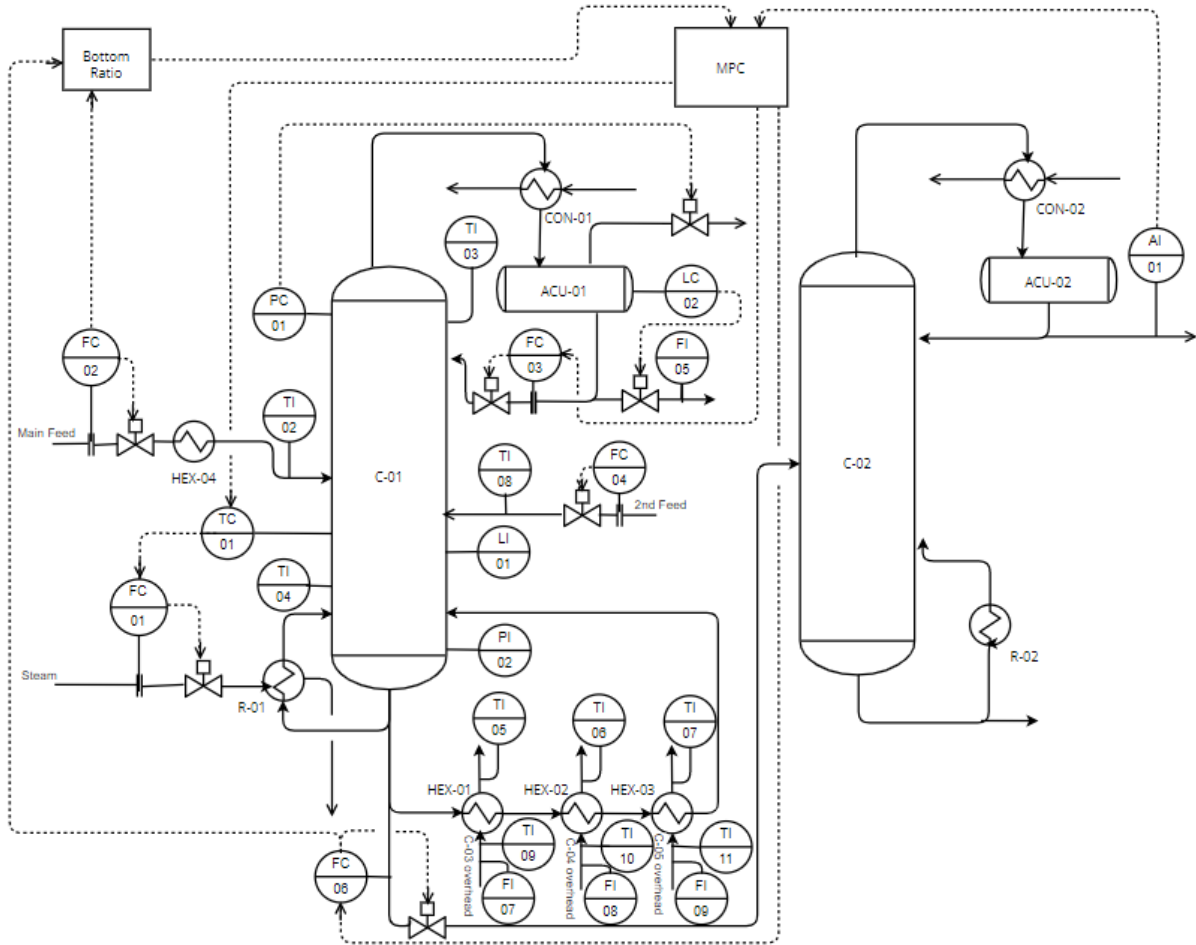 Bottom
Ratio
MPC
CON-01
CON-02
TI
03
AI
01
PC
01
ACU-01
LC
02
ACU-02
FC
02
FC
03
FI
05
TI
02
Main Feed
HEX-04
C-01
C-02
TI
08
FC
04
2nd Feed
TC
01
LI
01
TI
04
FC
01
PI
02
R-02
Steam
R-01
TI
05
TI
06
TI
07
HEX-01
HEX-02
HEX-03
C-03 overhead
C-04 overhead
C-05 overhead
TI
09
TI
10
TI
11
FC
06
FI
07
FI
08
FI
09